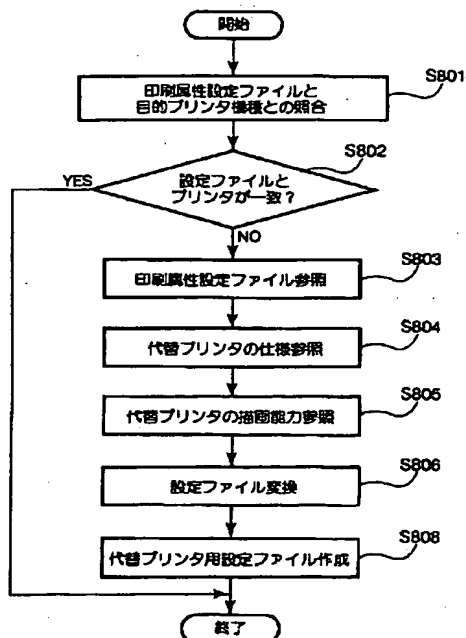 開始
印刷属性設定ファイルと
目的プリンタ機種との照合
S801
S802
設定ファイルと
プリンタが一致?
YES
NO
印刷属性設定ファイル参照
S803
代替プリンタの仕様参照
S804
代替プリンタの描画能力参照
S805
設定ファイル変換
S806
代替プリンタ用設定ファイル作成
S808
終了